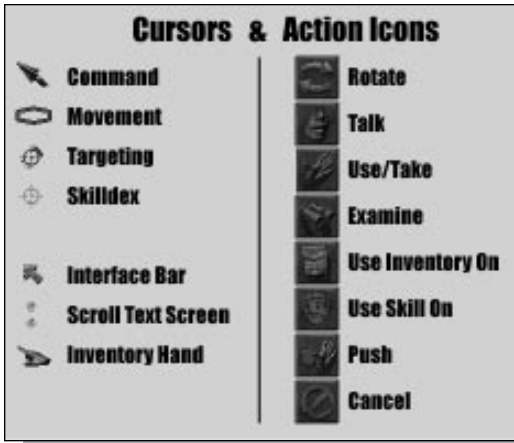 Cursors & Action Icons
Command
Movement
Targeting
Skilldex
Interface Bar
Scroll Text Screen
Inventory Hand
Rotate
Talk
Use/Take
Examine
Use Inventory On
Use Skill On
Push
Cancel